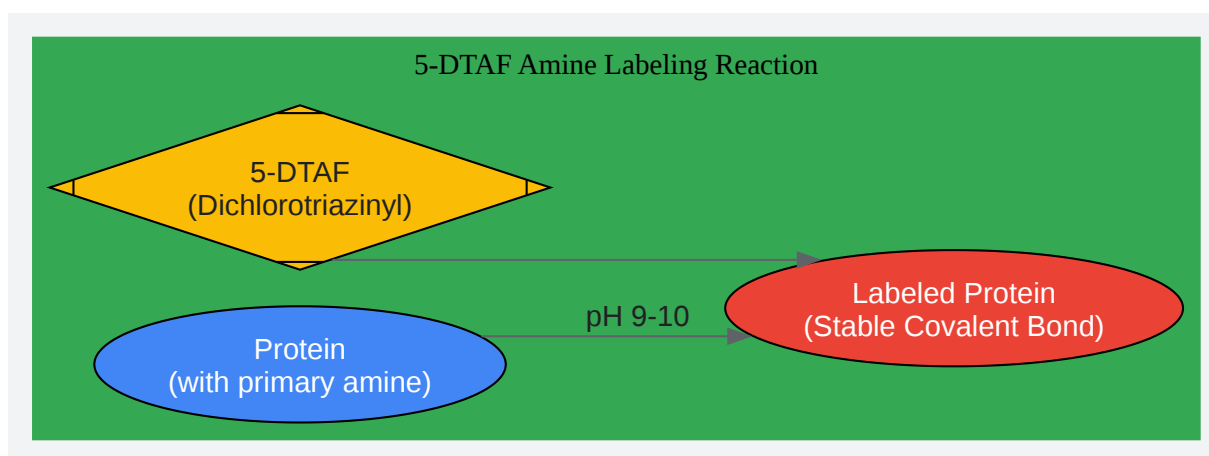 5-DTAF Amine Labeling Reaction
5-DTAF
(Dichlorotriazinyl)
Protein
(with primary amine)
pH 9-10
Labeled Protein
(Stable Covalent Bond)